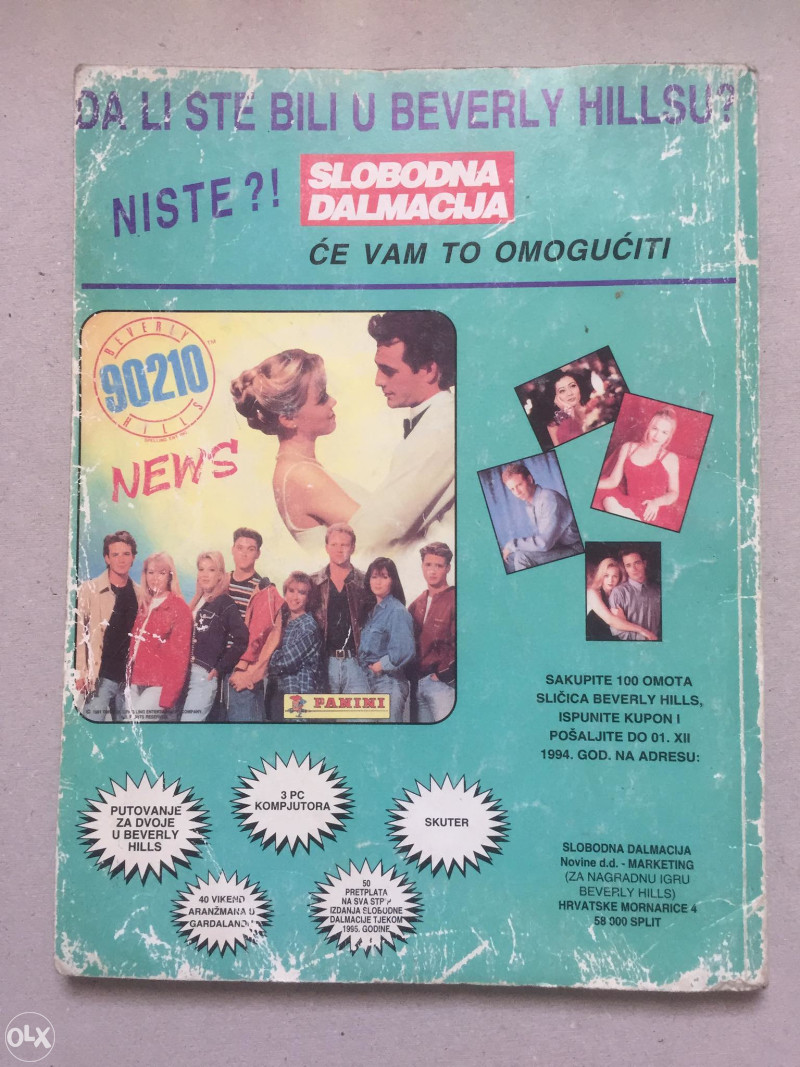 DA LI STE BILI U BEVERLY HILLSU?
NISTE?!
SLOBODNA
DALMACIJA
ĆE VAM TO OMOGUĆITI
BEVERLY
90210
HILLS
TM
NEWS
PANINI
SAKUPITE 100 OMOTA
SLIČICA BEVERLY HILLS,
ISPUNITE KUPON I
POŠALJITE DO 01. XII
1994. GOD. NA ADRESU:
PUTOVANJE
ZA DVOJE
U BEVERLY
HILLS
3 PC
KOMPJUTORA
SKUTER
40 VIKEND
ARANŽMANA U
GARDALANDU
50
PRETPLATA
NA SVA
IZDANJA SLOBODNE
DALMACIJE TJEKOM
1995. GODINE
SLOBODNA DALMACIJA
Novine d.d. - MARKETING
(ZA NAGRADNU IGRU
BEVERLY HILLS)
HRVATSKE MORNARICE 4
58 000 SPLIT
OLX